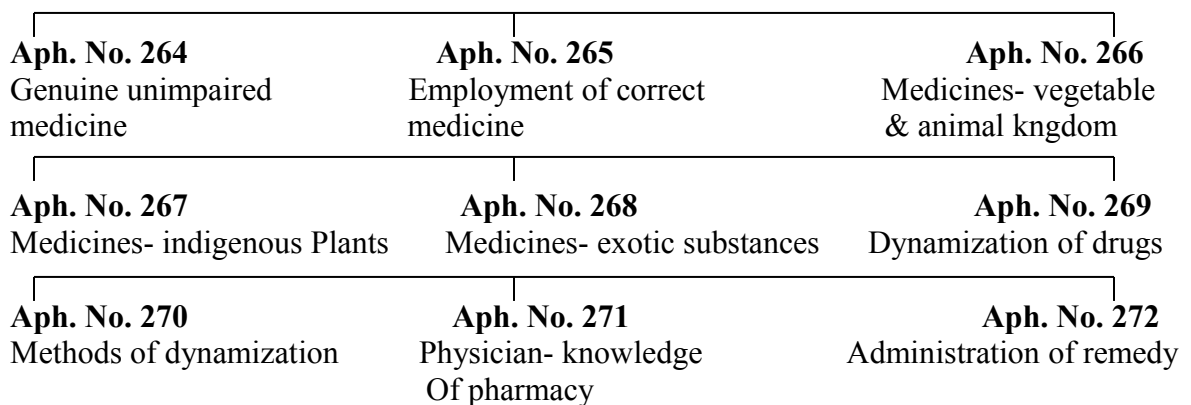 Aph. No. 264 Aph. No. 265 Aph. No. 266
Genuine unimpaired Employment of correct Medicines- vegetable
medicine medicine & animal kngdom
Aph. No. 267 Aph. No. 268 Aph. No. 269
Medicines- indigenous Plants Medicines- exotic substances Dynamization of drugs
Aph. No. 270 Aph. No. 271 Aph. No. 272
Methods of dynamization Physician- knowledge Administration of remedy
Of pharmacy